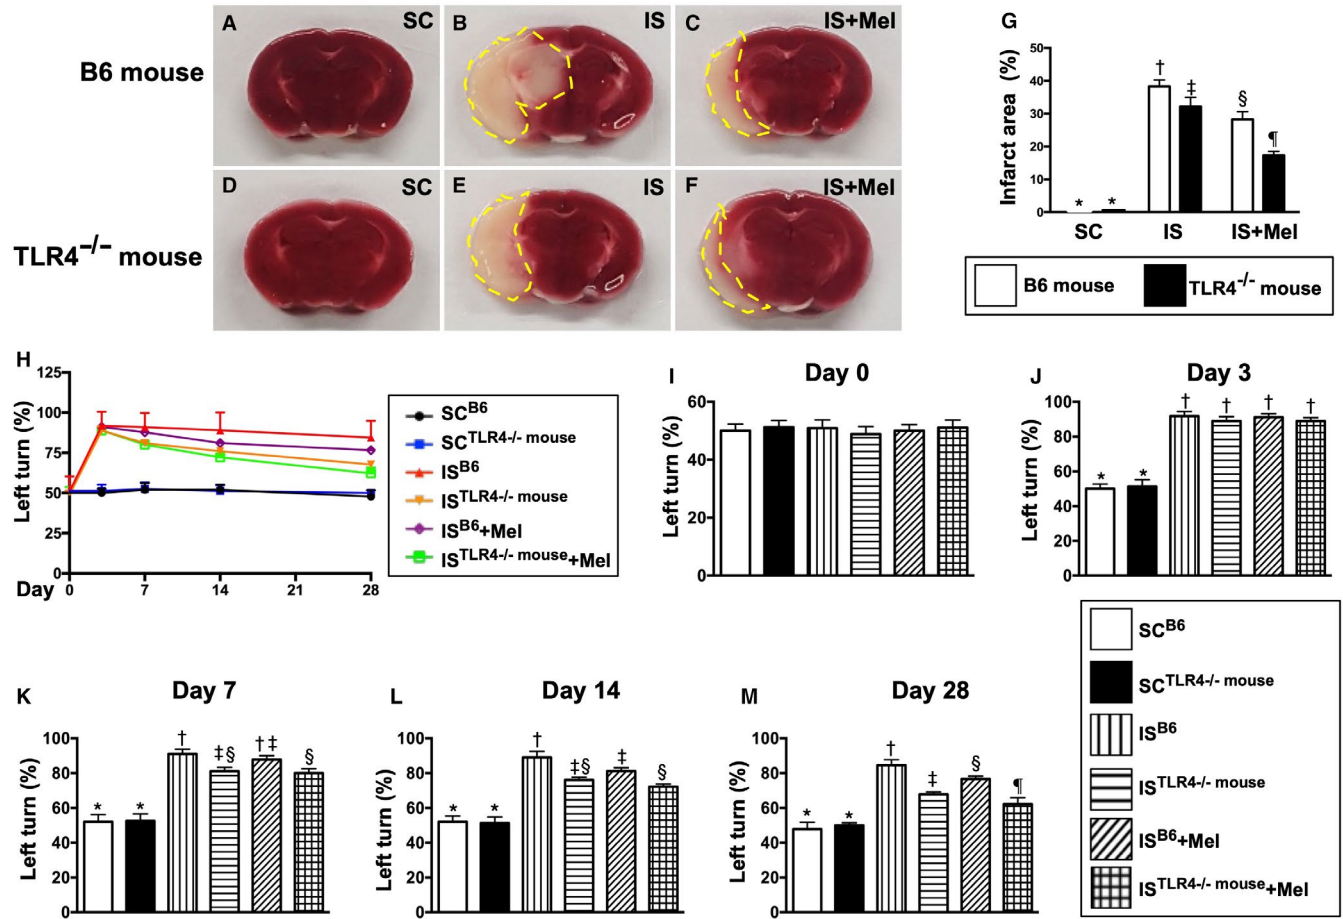 A SC
B IS
C IS+Mel
B6 mouse
D SC
E IS
F IS+Mel
TLR4−/− mouse
G
Infarct area (%)
50
40
30
20
10
0
* * † ‡ § ¶
SC IS IS+Mel
B6 mouse TLR4−/− mouse
H
Left turn (%)
125
100
75
50
25
0
Day 0 7 14 21 28
SCB6
SCTLR4-/- mouse
ISB6
ISTLR4-/- mouse
ISB6+Mel
ISTLR4-/- mouse+Mel
I Day 0
Left turn (%)
60
40
20
0
J Day 3
Left turn (%)
100
80
60
40
20
0
* * † † † †
K Day 7
Left turn (%)
100
80
60
40
20
0
* * † ‡§ †‡ §
L Day 14
Left turn (%)
100
80
60
40
20
0
* * † ‡§ ‡ §
M Day 28
Left turn (%)
100
80
60
40
20
0
* * † ‡ § ¶
SCB6
SCTLR4-/- mouse
ISB6
ISTLR4-/- mouse
ISB6+Mel
ISTLR4-/- mouse+Mel